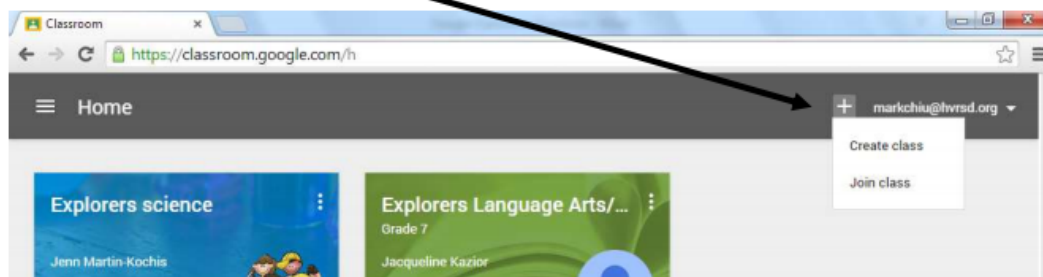 Classroom
https://classroom.google.com/h
Home
markchiu@hvrsd.org
Create class
Join class
Explorers science
Explorers Language Arts/...
Grade 7
Jenn Martin-Kochis
Jacqueline Kazior